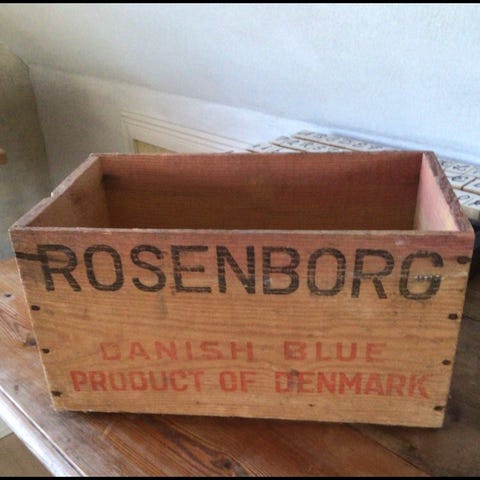 ROSENBORG
DANISH BLUE
PRODUCT OF DENMARK